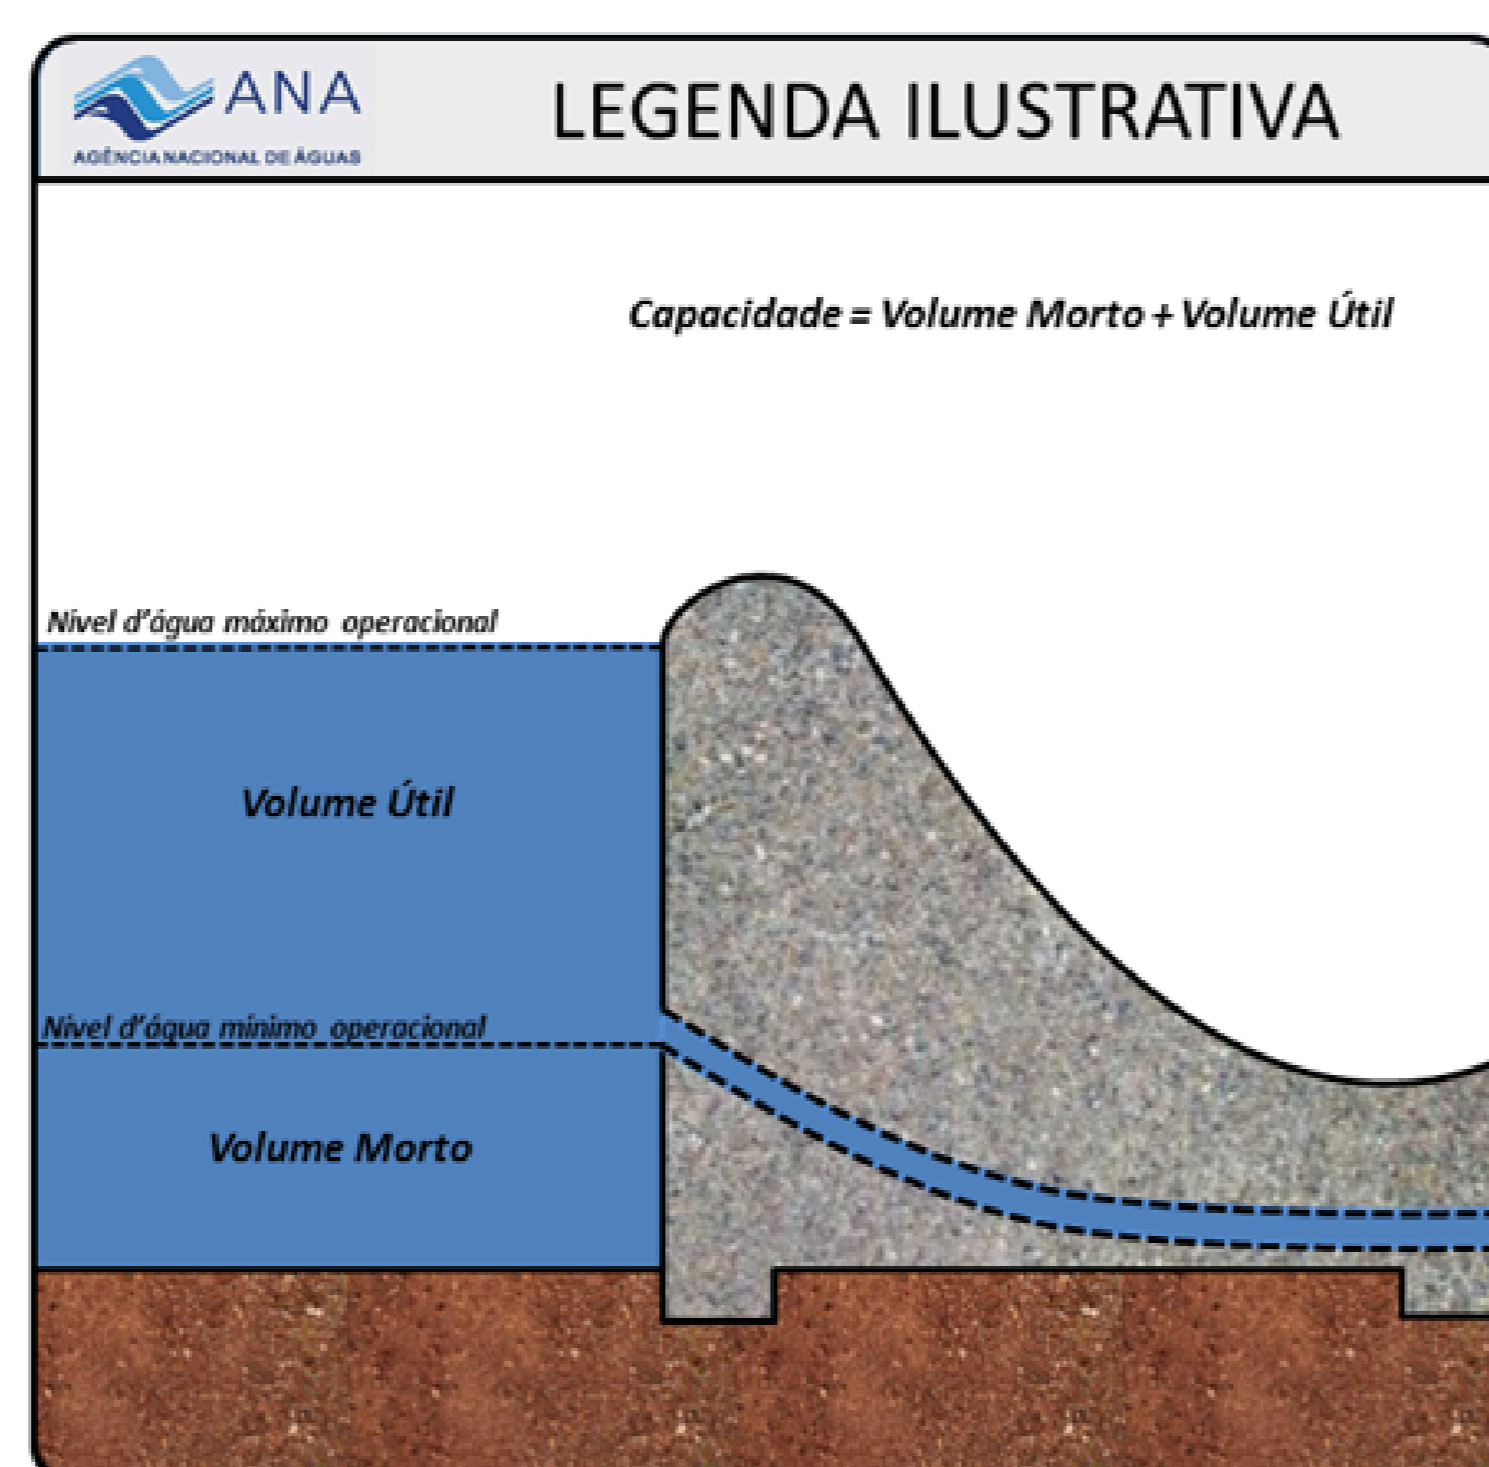 ANA
AGÊNCIA NACIONAL DE ÁGUAS
LEGENDA ILUSTRATIVA
Capacidade = Volume Morto + Volume Útil
Nível d'água máximo operacional
Volume Útil
Nível d'água mínimo operacional
Volume Morto